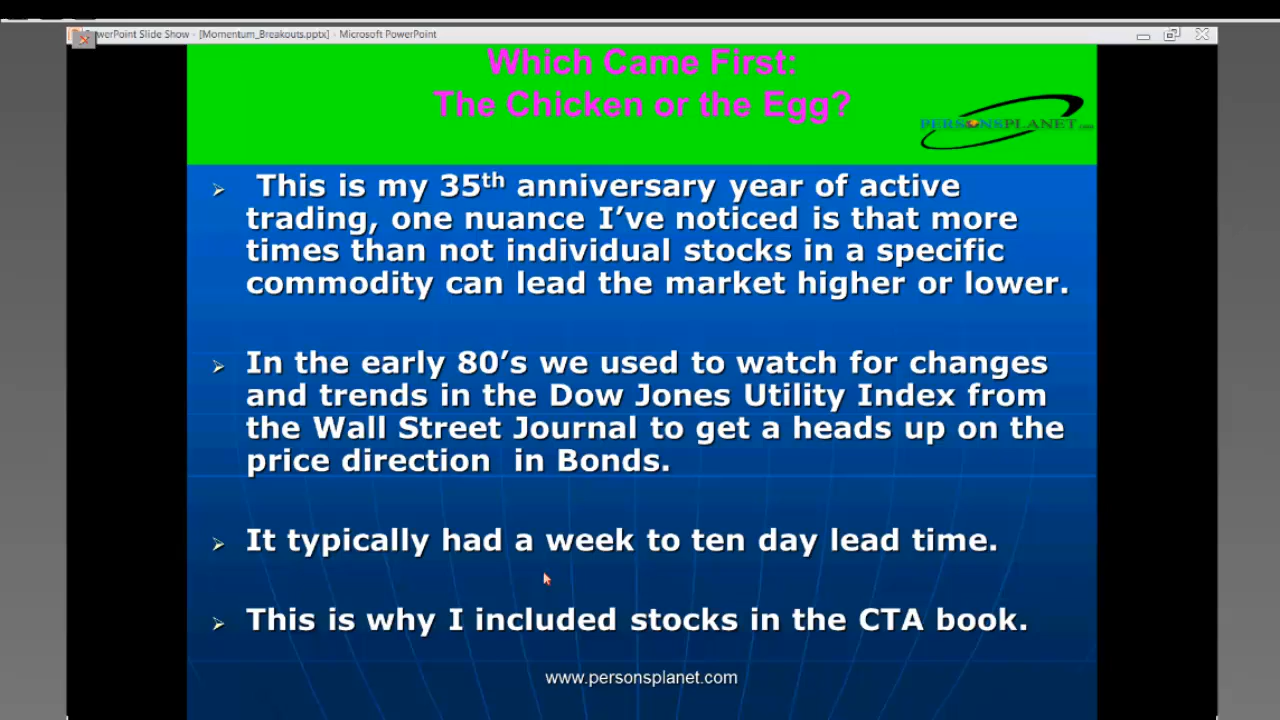 PowerPoint Slide Show - [Momentum_Breakouts.pptx] - Microsoft PowerPoint
Which Came First:
The Chicken or the Egg?
PERSONSPLANET.com
This is my 35th anniversary year of active
trading, one nuance I’ve noticed is that more
times than not individual stocks in a specific
commodity can lead the market higher or lower.
In the early 80’s we used to watch for changes
and trends in the Dow Jones Utility Index from
the Wall Street Journal to get a heads up on the
price direction in Bonds.
It typically had a week to ten day lead time.
This is why I included stocks in the CTA book.
www.personsplanet.com